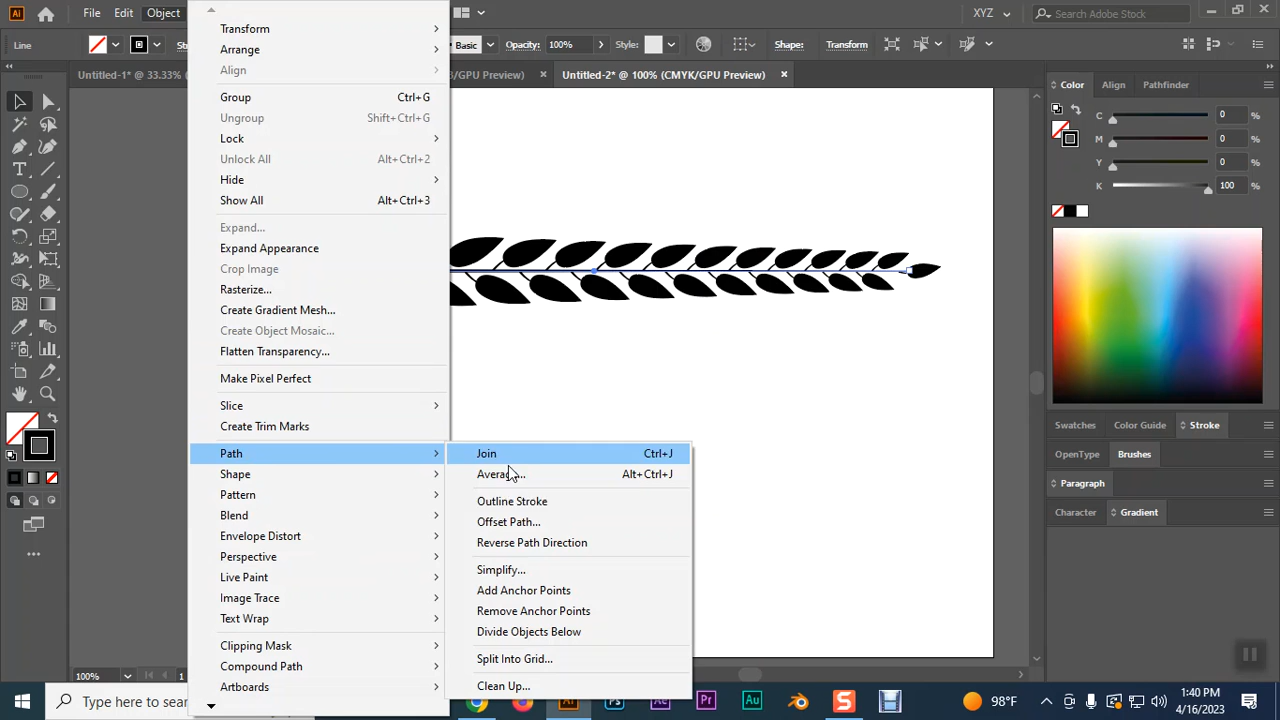 File Edit Object XYZ Search Adobe Stock
Line Basic Opacity: 100% Style: Shape: Transform
Untitled-1* @ 33.33% /GPU Preview) Untitled-2* @ 100% (CMYK/GPU Preview)
Transform
Arrange
Align
Group Ctrl+G
Ungroup Shift+Ctrl+G
Lock
Unlock All Alt+Ctrl+2
Hide
Show All Alt+Ctrl+3
Expand...
Expand Appearance
Crop Image
Rasterize...
Create Gradient Mesh...
Create Object Mosaic...
Flatten Transparency...
Make Pixel Perfect
Slice
Create Trim Marks
Path
Shape
Pattern
Blend
Envelope Distort
Perspective
Live Paint
Image Trace
Text Wrap
Clipping Mask
Compound Path
Artboards
Join Ctrl+J
Average... Alt+Ctrl+J
Outline Stroke
Offset Path...
Reverse Path Direction
Simplify...
Add Anchor Points
Remove Anchor Points
Divide Objects Below
Split Into Grid...
Clean Up...
Color Align Pathfinder
C 0 %
M 0 %
Y 0 %
K 100 %
Swatches Color Guide Stroke
OpenType Brushes
Paragraph
Character Gradient
100% 1
Type here to sear
98°F
4:40 PM
4/16/2023